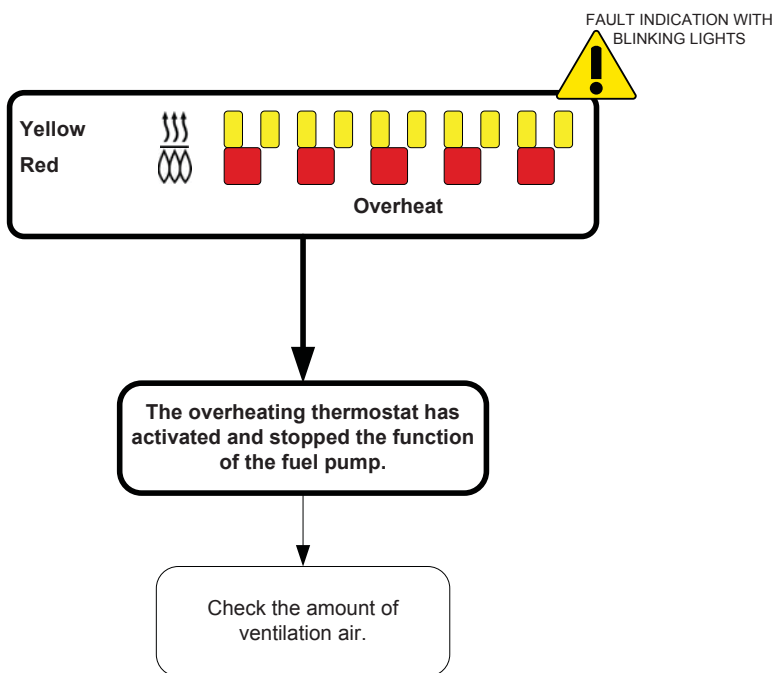 FAULT INDICATION WITH
BLINKING LIGHTS
Yellow
Red
Overheat
The overheating thermostat has
activated and stopped the function
of the fuel pump.
Check the amount of
ventilation air.